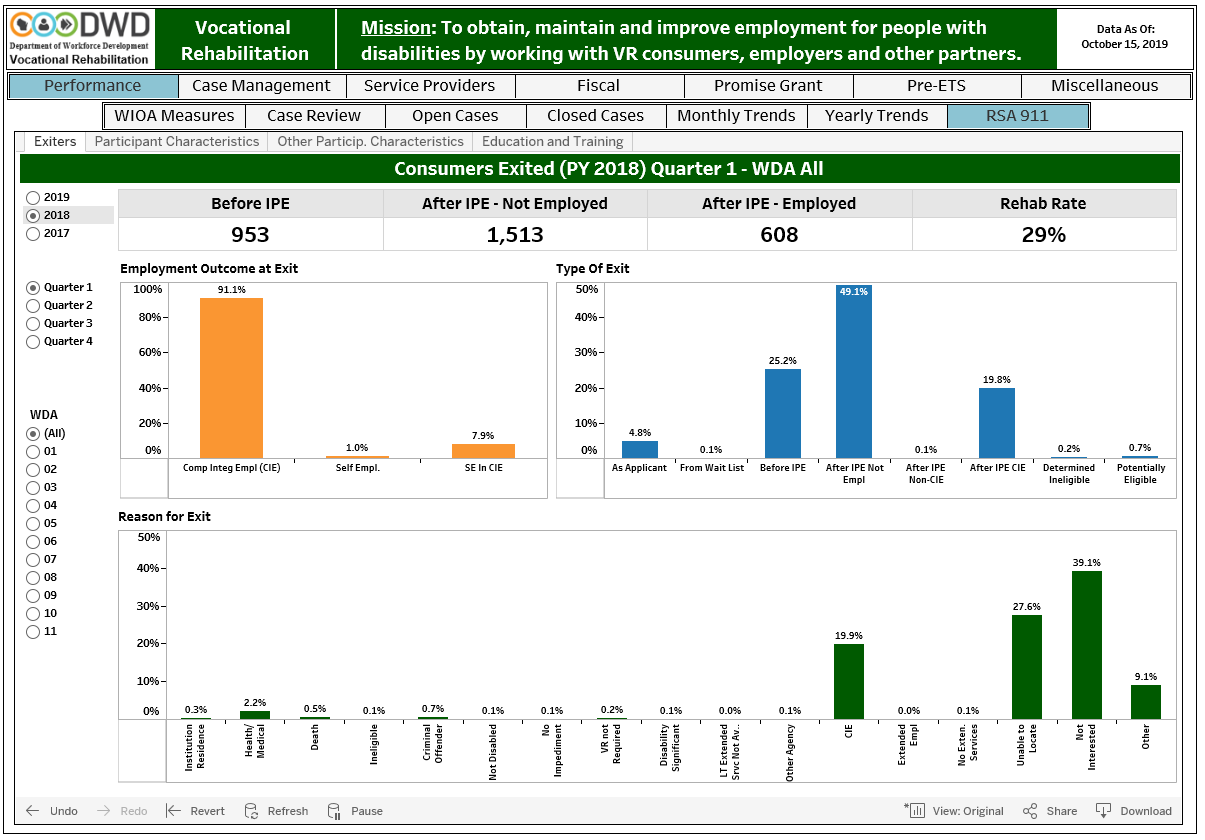 DWD
Department of Workforce Development
Vocational Rehabilitation
Vocational
Rehabilitation
Mission: To obtain, maintain and improve employment for people with
disabilities by working with VR consumers, employers and other partners.
Data As Of:
October 15, 2019
Performance
Case Management
Service Providers
Fiscal
Promise Grant
Pre-ETS
Miscellaneous
WIOA Measures
Case Review
Open Cases
Closed Cases
Monthly Trends
Yearly Trends
RSA 911
Exiters
Participant Characteristics
Other Particip. Characteristics
Education and Training
Consumers Exited (PY 2018) Quarter 1 - WDA All
2019
2018
2017
Quarter 1
Quarter 2
Quarter 3
Quarter 4
WDA
(All)
01
02
03
04
05
06
07
08
09
10
11
Before IPE
After IPE - Not Employed
After IPE - Employed
Rehab Rate
953
1,513
608
29%
Employment Outcome at Exit
100%
80%
60%
40%
20%
0%
91.1%
1.0%
7.9%
Comp Integ Empl (CIE)
Self Empl.
SE In CIE
Type Of Exit
50%
40%
30%
20%
10%
0%
4.8%
0.1%
25.2%
49.1%
0.1%
19.8%
0.2%
0.7%
As Applicant
From Wait List
Before IPE
After IPE Not
Empl
After IPE
Non-CIE
After IPE CIE
Determined
Ineligible
Potentially
Eligible
Reason for Exit
50%
40%
30%
20%
10%
0%
0.3%
2.2%
0.5%
0.1%
0.7%
0.1%
0.1%
0.2%
0.1%
0.0%
0.1%
19.9%
0.0%
0.1%
27.6%
39.1%
9.1%
Institution
Residence
Health/
Medical
Death
Ineligible
Criminal
Offender
Not Disabled
No
Impediment
VR not
Required
Disability
Significant
LT Extended
Srvc Not Av..
Other Agency
CIE
Extended
Empl
No Exten.
Services
Unable to
Locate
Not
Interested
Other
Undo
Redo
Revert
Refresh
Pause
View: Original
Share
Download